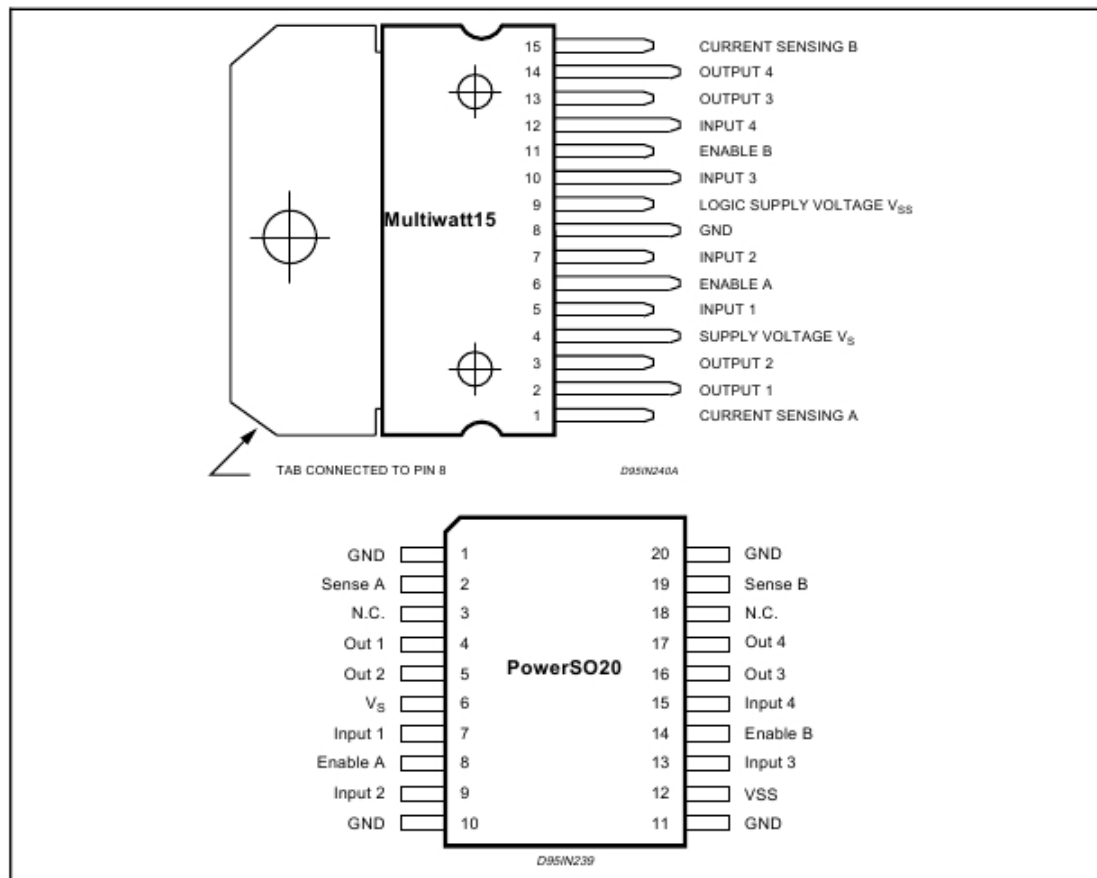 15 CURRENT SENSING B
14 OUTPUT 4
13 OUTPUT 3
12 INPUT 4
11 ENABLE B
10 INPUT 3
9 LOGIC SUPPLY VOLTAGE VSS
Multiwatt15
8 GND
7 INPUT 2
6 ENABLE A
5 INPUT 1
4 SUPPLY VOLTAGE VS
3 OUTPUT 2
2 OUTPUT 1
1 CURRENT SENSING A
TAB CONNECTED TO PIN 8
D95IN240A
GND 1 20 GND
Sense A 2 19 Sense B
N.C. 3 18 N.C.
Out 1 4 17 Out 4
PowerSO20
Out 2 5 16 Out 3
VS 6 15 Input 4
Input 1 7 14 Enable B
Enable A 8 13 Input 3
Input 2 9 12 VSS
GND 10 11 GND
D95IN239